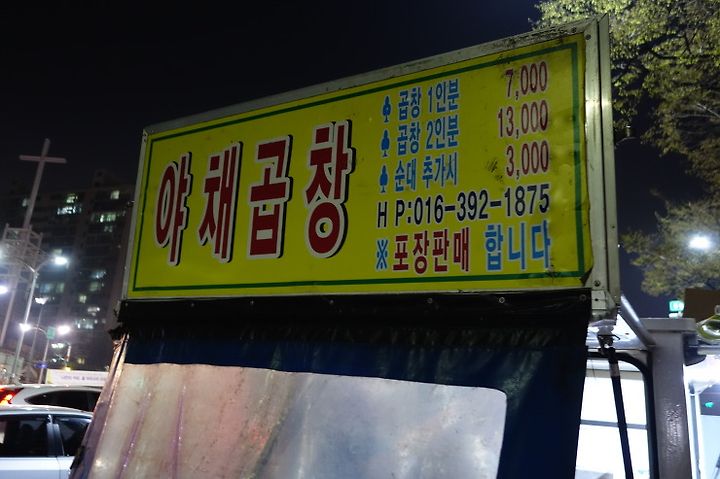 야채곱창
♣ 곱창 1인분 7,000
♣ 곱창 2인분 13,000
♣ 순대 추가시 3,000
H P:016-392-1875
※ 포장판매 합니다